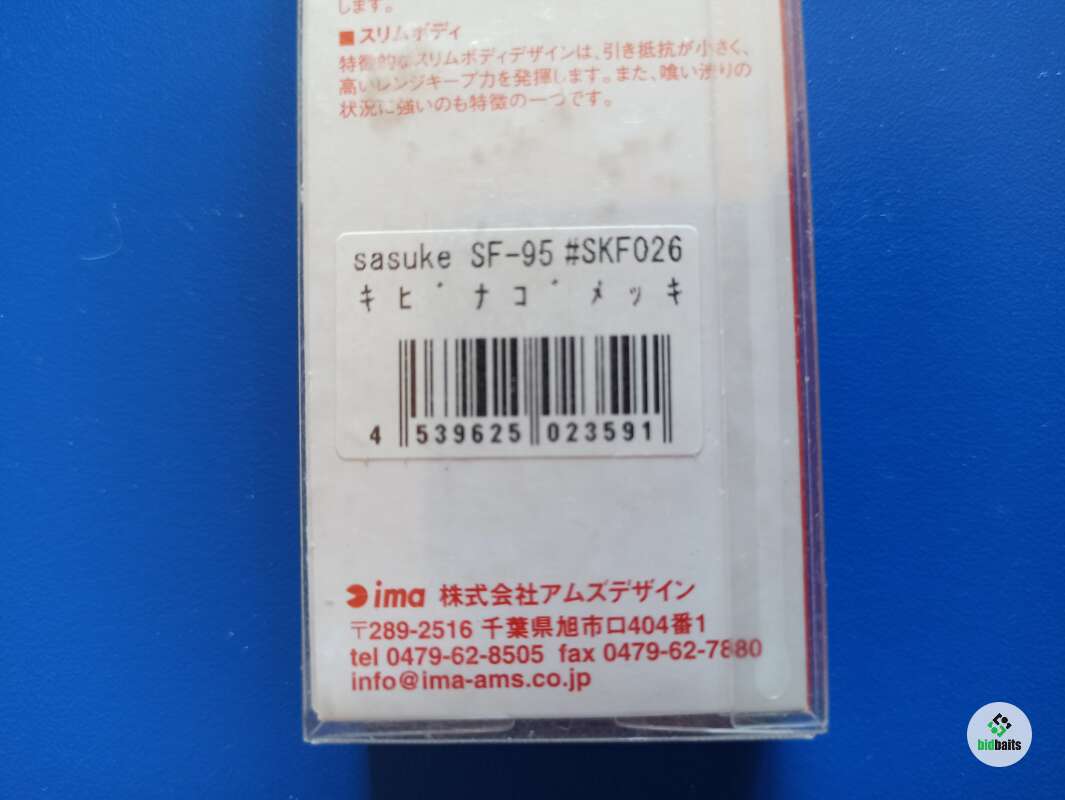 します。
■スリムボディ
特徴的なスリムボディデザインは、引き抵抗が小さく、
高いレンジキープ力を発揮します。また、喰い渋りの
状況に強いのも特徴の一つです。
sasuke SF-95 #SKF026
キビナゴメッキ
4 539625 023591
ima 株式会社アムズデザイン
〒289-2516 千葉県旭市ロ404番1
tel 0479-62-8505 fax 0479-62-7880
info@ima-ams.co.jp
bidbaits